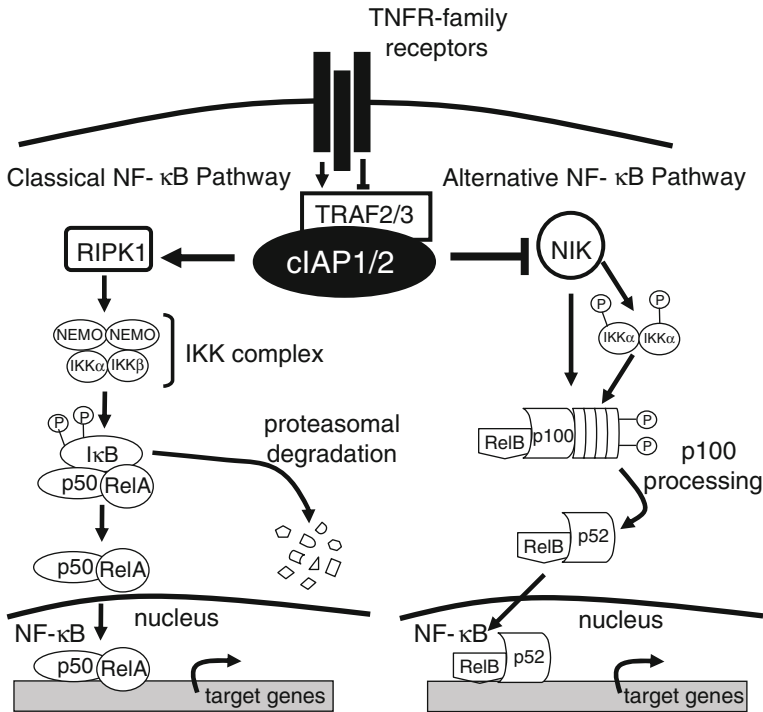 TNFR-family
receptors
Classical NF- κB Pathway
Alternative NF- κB Pathway
TRAF2/3
cIAP1/2
RIPK1
NIK
NEMO NEMO
IKKα IKKβ
IKK complex
P P
IKKα IKKα
P P
IκB
p50 RelA
proteasomal
degradation
RelB p100
P
P
p100
processing
p50 RelA
RelB p52
nucleus
NF-κB
p50 RelA
target genes
nucleus
NF- κB
RelB p52
target genes